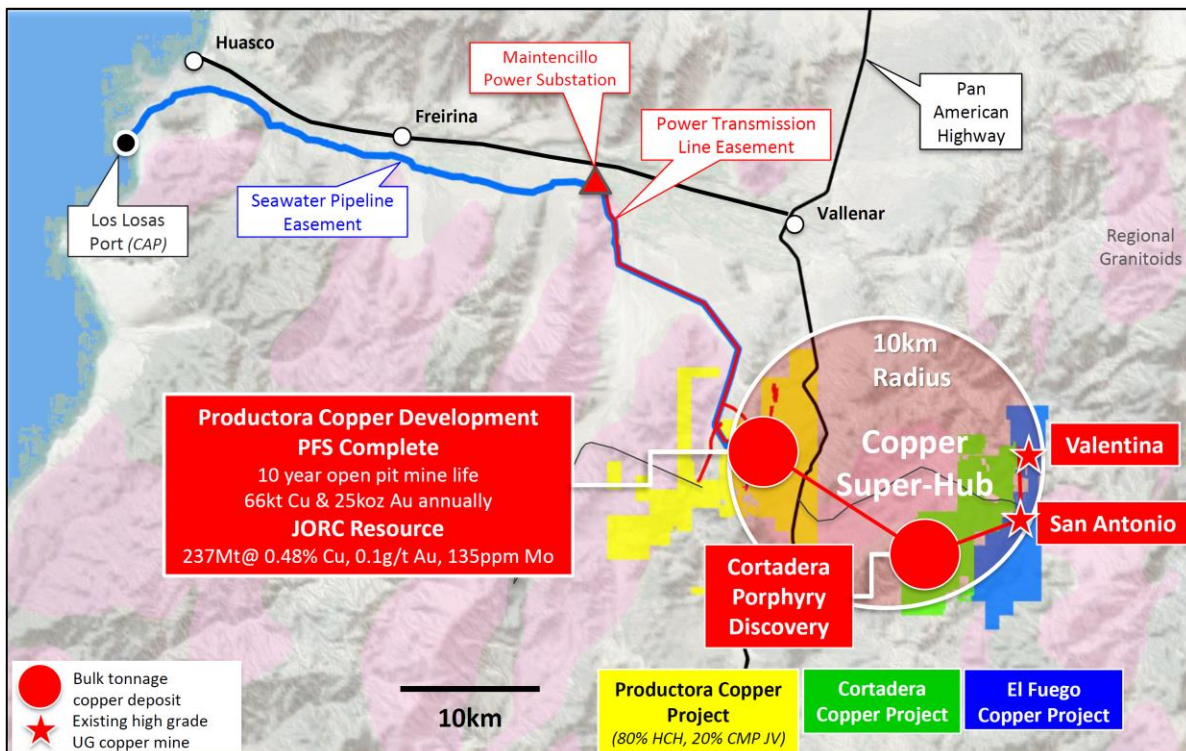 Huasco
Maintencillo
Power Substation
Freirina
Power Transmission
Line Easement
Pan
American
Highway
Seawater Pipeline
Easement
Los Losas
Port (CAP)
Vallenar
Regional
Granitoids
10km
Radius
Copper
Super-Hub
Productora Copper Development
PFS Complete
10 year open pit mine life
66kt Cu & 25koz Au annually
JORC Resource
237Mt@ 0.48% Cu, 0.1g/t Au, 135ppm Mo
Valentina
San Antonio
Cortadera
Porphyry
Discovery
Bulk tonnage
copper deposit
Existing high grade
UG copper mine
10km
Productora Copper
Project
(80% HCH, 20% CMP JV)
Cortadera
Copper Project
El Fuego
Copper Project